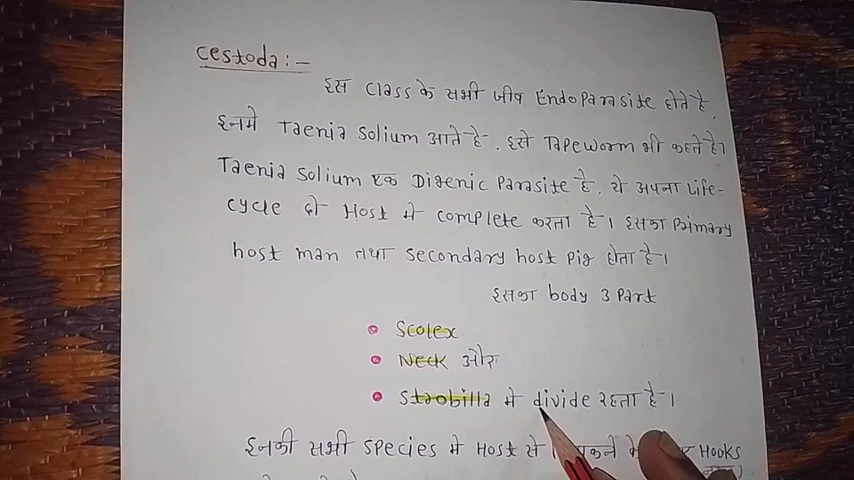 Cestoda:-
इस Class के सभी जीव EndoParasite होते है,
इनमे Taenia Solium आते है. इसे Tapeworm भी कहते है।
Taenia Solium एक Digenic Parasite है. ये अपना Life-
cycle दो Host मे complete करता है। इसका Primary
host man तथा secondary host Pig होता है।
इसका body 3 Part
Scolex
Neck और
Strobilla मे divide रहता है।
इनकी सभी Species मे Host से Hooks